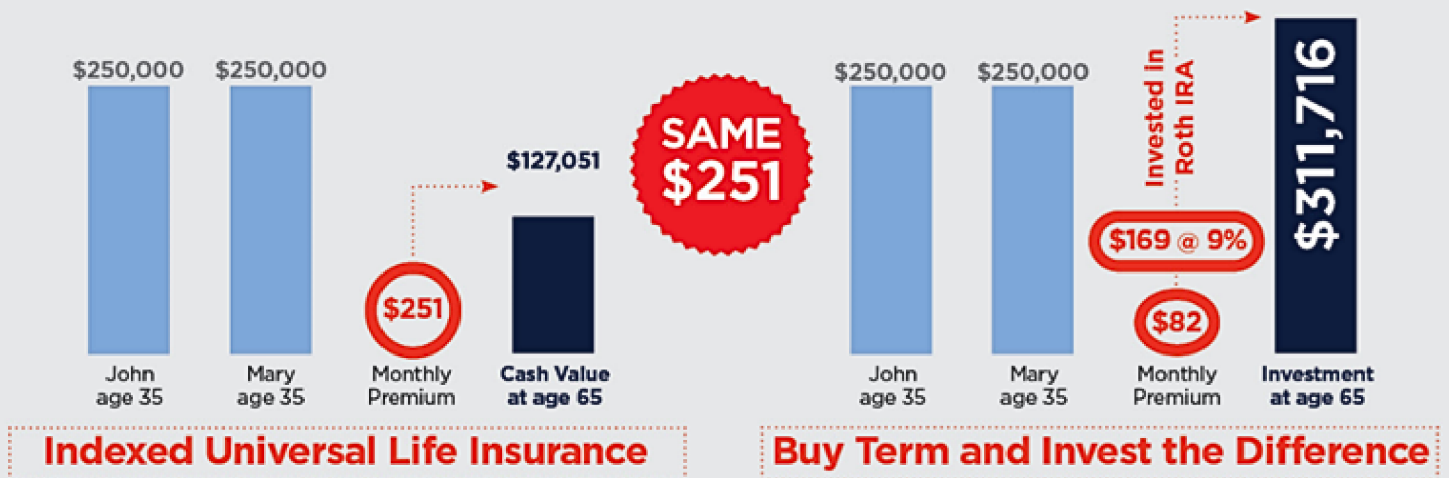 $250,000
$250,000
$127,051
$251
John
age 35
Mary
age 35
Monthly
Premium
Cash Value
at age 65
Indexed Universal Life Insurance
SAME
$251
$250,000
$250,000
Invested in
Roth IRA
$169 @ 9%
$82
$311,716
John
age 35
Mary
age 35
Monthly
Premium
Investment
at age 65
Buy Term and Invest the Difference